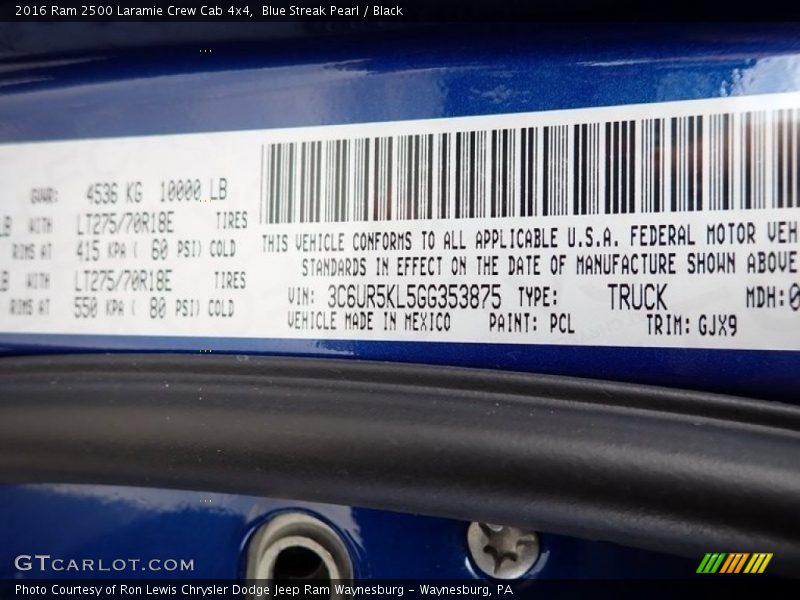 2016 Ram 2500 Laramie Crew Cab 4x4,  Blue Streak Pearl / Black
GVWR: 4536 KG 10000 LB
LB WITH LT275/70R18E TIRES
RIMS AT 415 KPA ( 60 PSI) COLD
LB WITH LT275/70R18E TIRES
RIMS AT 550 KPA ( 80 PSI) COLD
THIS VEHICLE CONFORMS TO ALL APPLICABLE U.S.A. FEDERAL MOTOR VEH
STANDARDS IN EFFECT ON THE DATE OF MANUFACTURE SHOWN ABOVE
VIN: 3C6UR5KL5GG353875 TYPE: TRUCK MDH:0
VEHICLE MADE IN MEXICO PAINT: PCL TRIM: GJX9
GTCARLOT.COM
Photo Courtesy of Ron Lewis Chrysler Dodge Jeep Ram Waynesburg - Waynesburg, PA